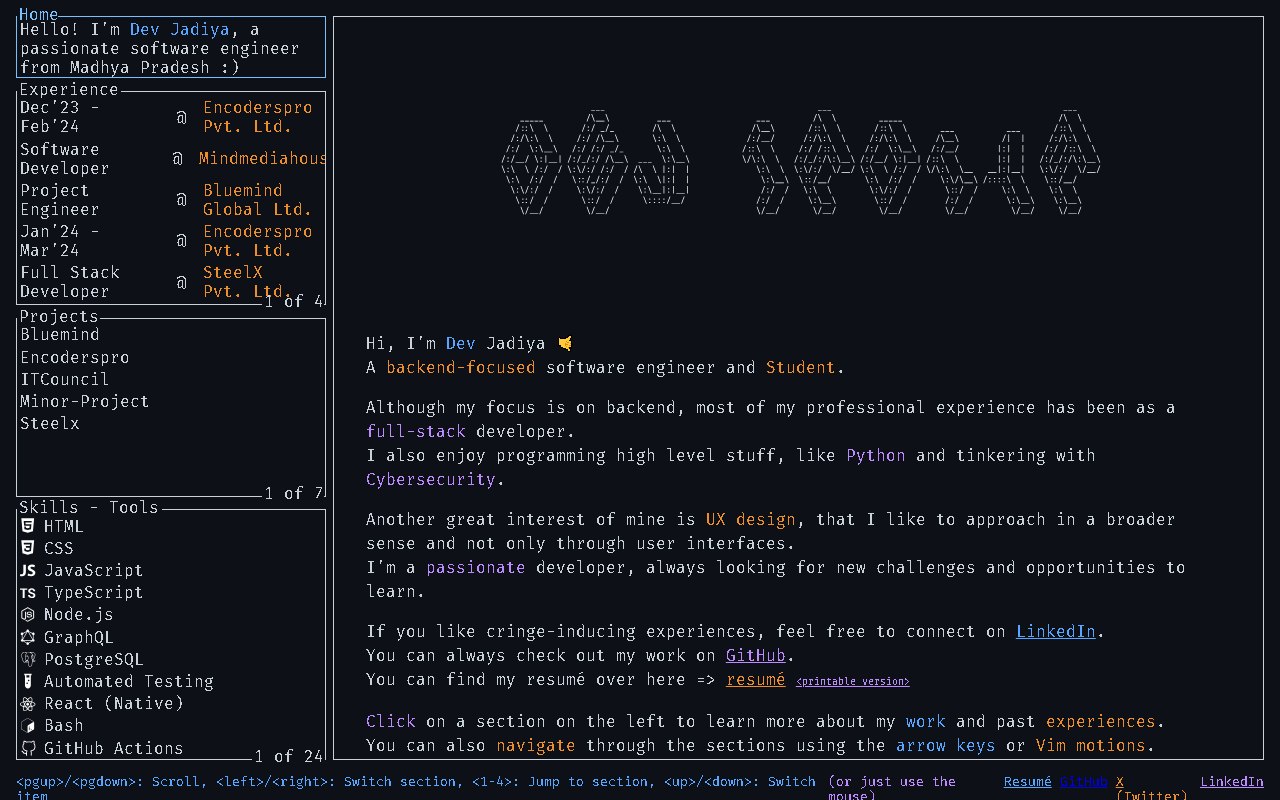 Home
Hello! I'm Dev Jadiya, a
passionate software engineer
from Madhya Pradesh :)
Experience
Dec'23 -
Feb'24
@
Encoderspro
Pvt. Ltd.
Software
Developer
@
Mindmediahous
Project
Engineer
@
Bluemind
Global Ltd.
Jan'24 -
Mar'24
@
Encoderspro
Pvt. Ltd.
Full Stack
Developer
@
SteelX
Pvt. Ltd.
1 of 4
Projects
Bluemind
Encoderspro
ITCouncil
Minor-Project
Steelx
1 of 7
Skills - Tools
HTML
CSS
JS JavaScript
TS TypeScript
Node.js
GraphQL
PostgreSQL
Automated Testing
React (Native)
Bash
GitHub Actions
1 of 24
Hi, I'm Dev Jadiya 🤙
A backend-focused software engineer and Student.
Although my focus is on backend, most of my professional experience has been as a
full-stack developer.
I also enjoy programming high level stuff, like Python and tinkering with
Cybersecurity.
Another great interest of mine is UX design, that I like to approach in a broader
sense and not only through user interfaces.
I'm a passionate developer, always looking for new challenges and opportunities to
learn.
If you like cringe-inducing experiences, feel free to connect on LinkedIn.
You can always check out my work on GitHub.
You can find my resumé over here => resumé <printable version>
Click on a section on the left to learn more about my work and past experiences.
You can also navigate through the sections using the arrow keys or Vim motions.
<pgup>/<pgdown>: Scroll, <left>/<right>: Switch section, <1-4>: Jump to section, <up>/<down>: Switch
item
(or just use the
mouse)
Resumé
GitHub
X
(Twitter)
LinkedIn